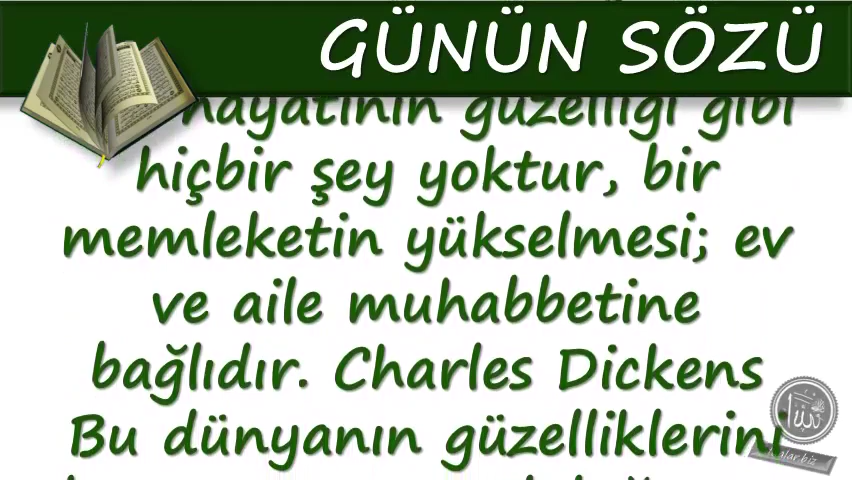 GÜNÜN SÖZÜ
hayatının güzelliği gibi
hiçbir şey yoktur, bir
memleketin yükselmesi; ev
ve aile muhabbetine
bağlıdır. Charles Dickens
Bu dünyanın güzelliklerini